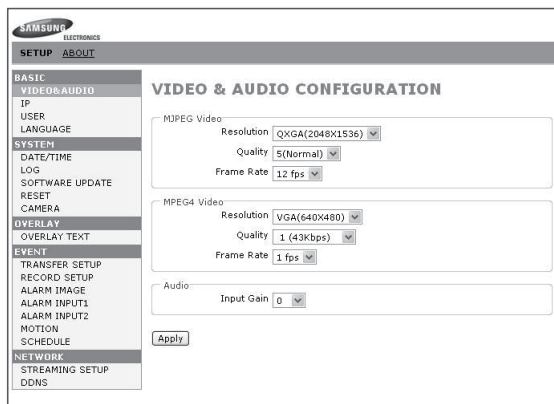 SAMSUNG
ELECTRONICS
SETUP ABOUT
BASIC
VIDEO&AUDIO
IP
USER
LANGUAGE
SYSTEM
DATE/TIME
LOG
SOFTWARE UPDATE
RESET
CAMERA
OVERLAY
OVERLAY TEXT
EVENT
TRANSFER SETUP
RECORD SETUP
ALARM IMAGE
ALARM INPUT1
ALARM INPUT2
MOTION
SCHEDULE
NETWORK
STREAMING SETUP
DDNS
VIDEO & AUDIO CONFIGURATION
MJPEG Video
Resolution QXGA(2048X1536)
Quality 5(Normal)
Frame Rate 12 fps
MPEG4 Video
Resolution VGA(640X480)
Quality 1 (43Kbps)
Frame Rate 1 fps
Audio
Input Gain 0
Apply